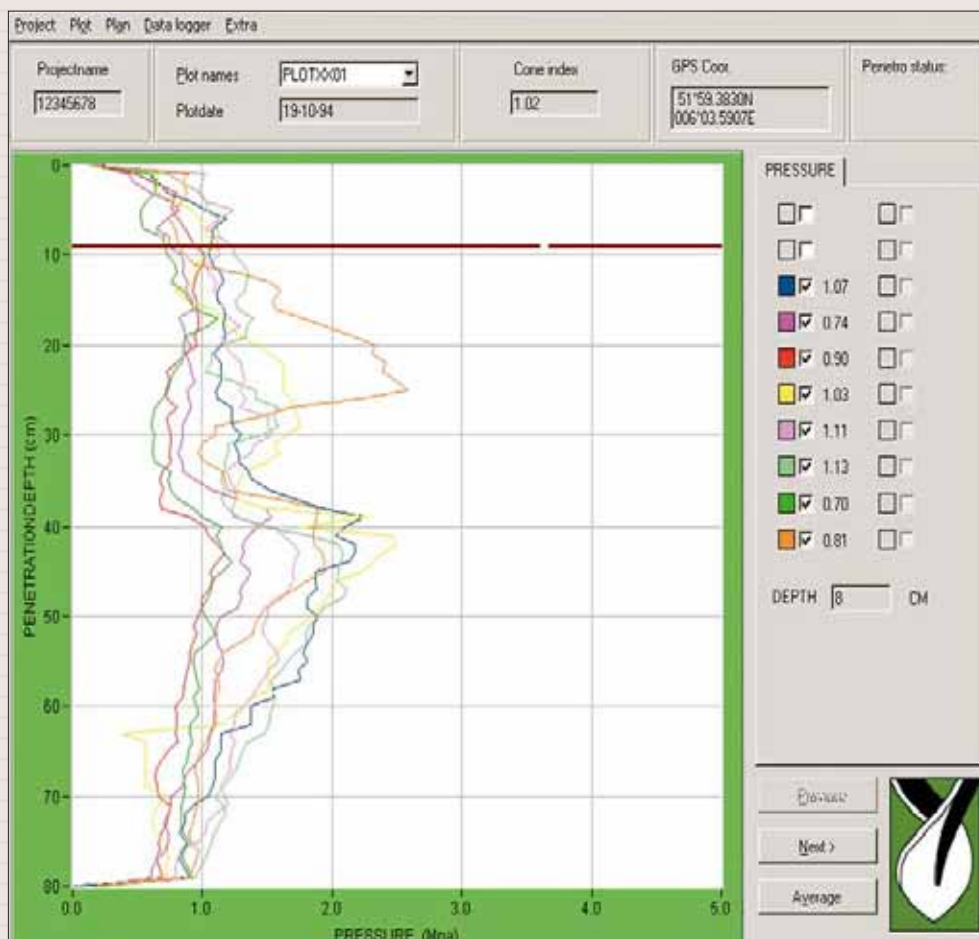 Project Plot Plan Data logger Extra
Projectname
12345678
Plot names PLOTXX01
Plotdate 19-10-94
Cone index
1.02
GPS Coor.
51°59.3830N
006°03.5907E
Penetro status:
PRESSURE
1.07
0.74
0.90
1.03
1.11
1.13
0.70
0.81
DEPTH 8 CM
Previous
Next >
Average
PENETRATIONDEPTH (cm)
0
10
20
30
40
50
60
70
80
0.0 1.0 2.0 3.0 4.0 5.0
PRESSURE (Mpa)